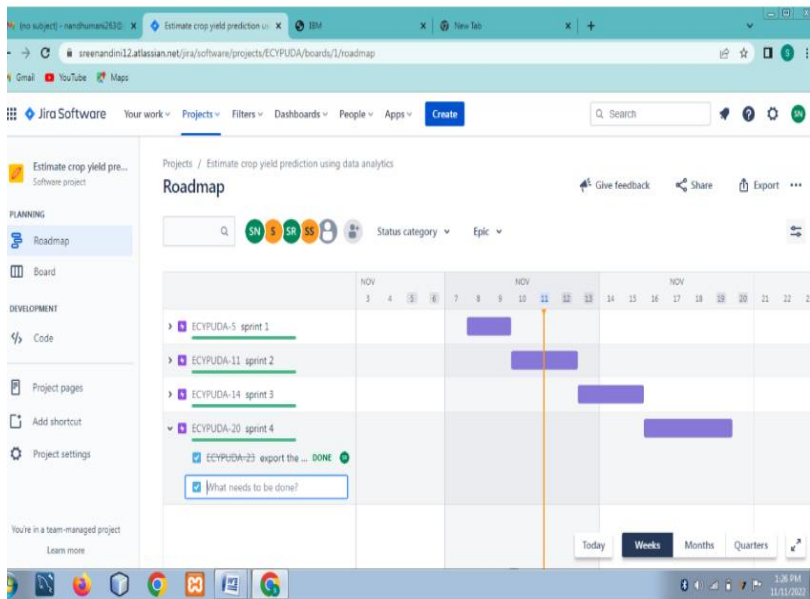 (no subject) - nandhumani263@ ×
Estimate crop yield prediction us ×
IBM ×
New Tab ×
sreenandini12.atlassian.net/jira/software/projects/ECYPUDA/boards/1/roadmap
S
Gmail YouTube Maps
Jira Software Your work Projects Filters Dashboards People Apps Create Search SN
Estimate crop yield pre...
Software project
PLANNING
Roadmap
Board
DEVELOPMENT
Code
Project pages
Add shortcut
Project settings
You're in a team-managed project
Learn more
Projects / Estimate crop yield prediction using data analytics
Roadmap Give feedback Share Export
SN S SR SS Status category Epic
NOV NOV NOV
3 4 5 6 7 8 9 10 11 12 13 14 15 16 17 18 19 20 21 22 2
ECYPUDA-5 sprint 1
ECYPUDA-11 sprint 2
ECYPUDA-14 sprint 3
ECYPUDA-20 sprint 4
ECYPUDA-23 export the ... DONE
What needs to be done?
Today Weeks Months Quarters
1:26 PM
11/11/2022